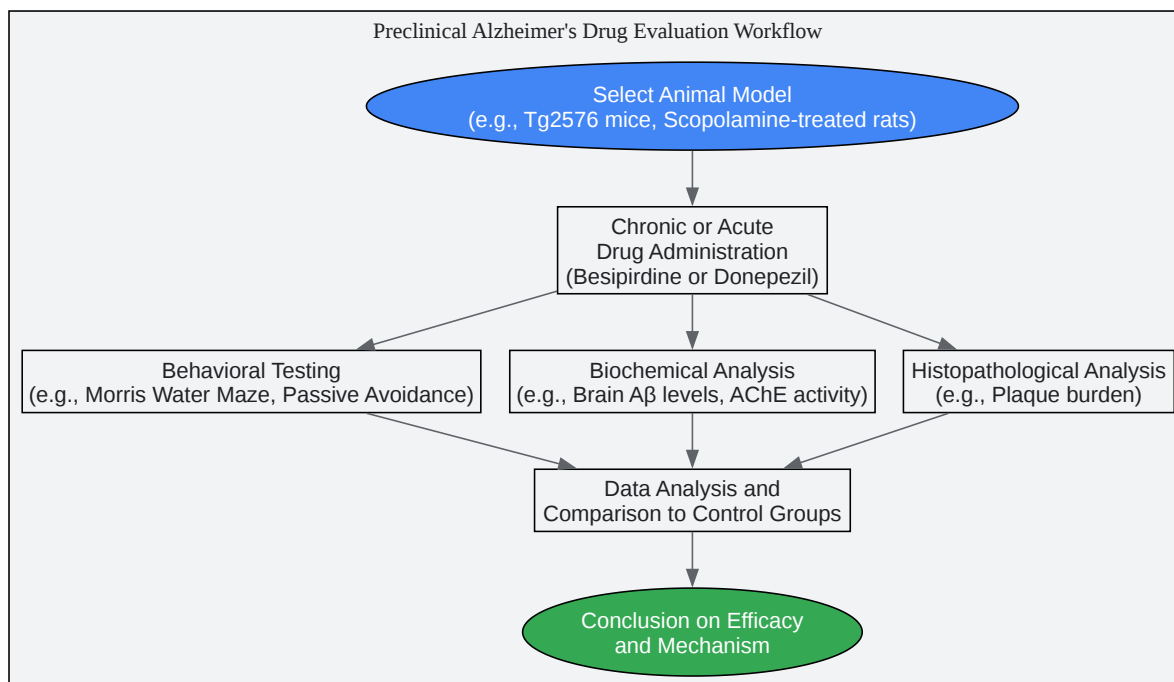 Preclinical Alzheimer's Drug Evaluation Workflow
Select Animal Model
(e.g., Tg2576 mice, Scopolamine-treated rats)
Chronic or Acute
Drug Administration
(Besipirdine or Donepezil)
Behavioral Testing
(e.g., Morris Water Maze, Passive Avoidance)
Biochemical Analysis
(e.g., Brain Aβ levels, AChE activity)
Histopathological Analysis
(e.g., Plaque burden)
Data Analysis and
Comparison to Control Groups
Conclusion on Efficacy
and Mechanism